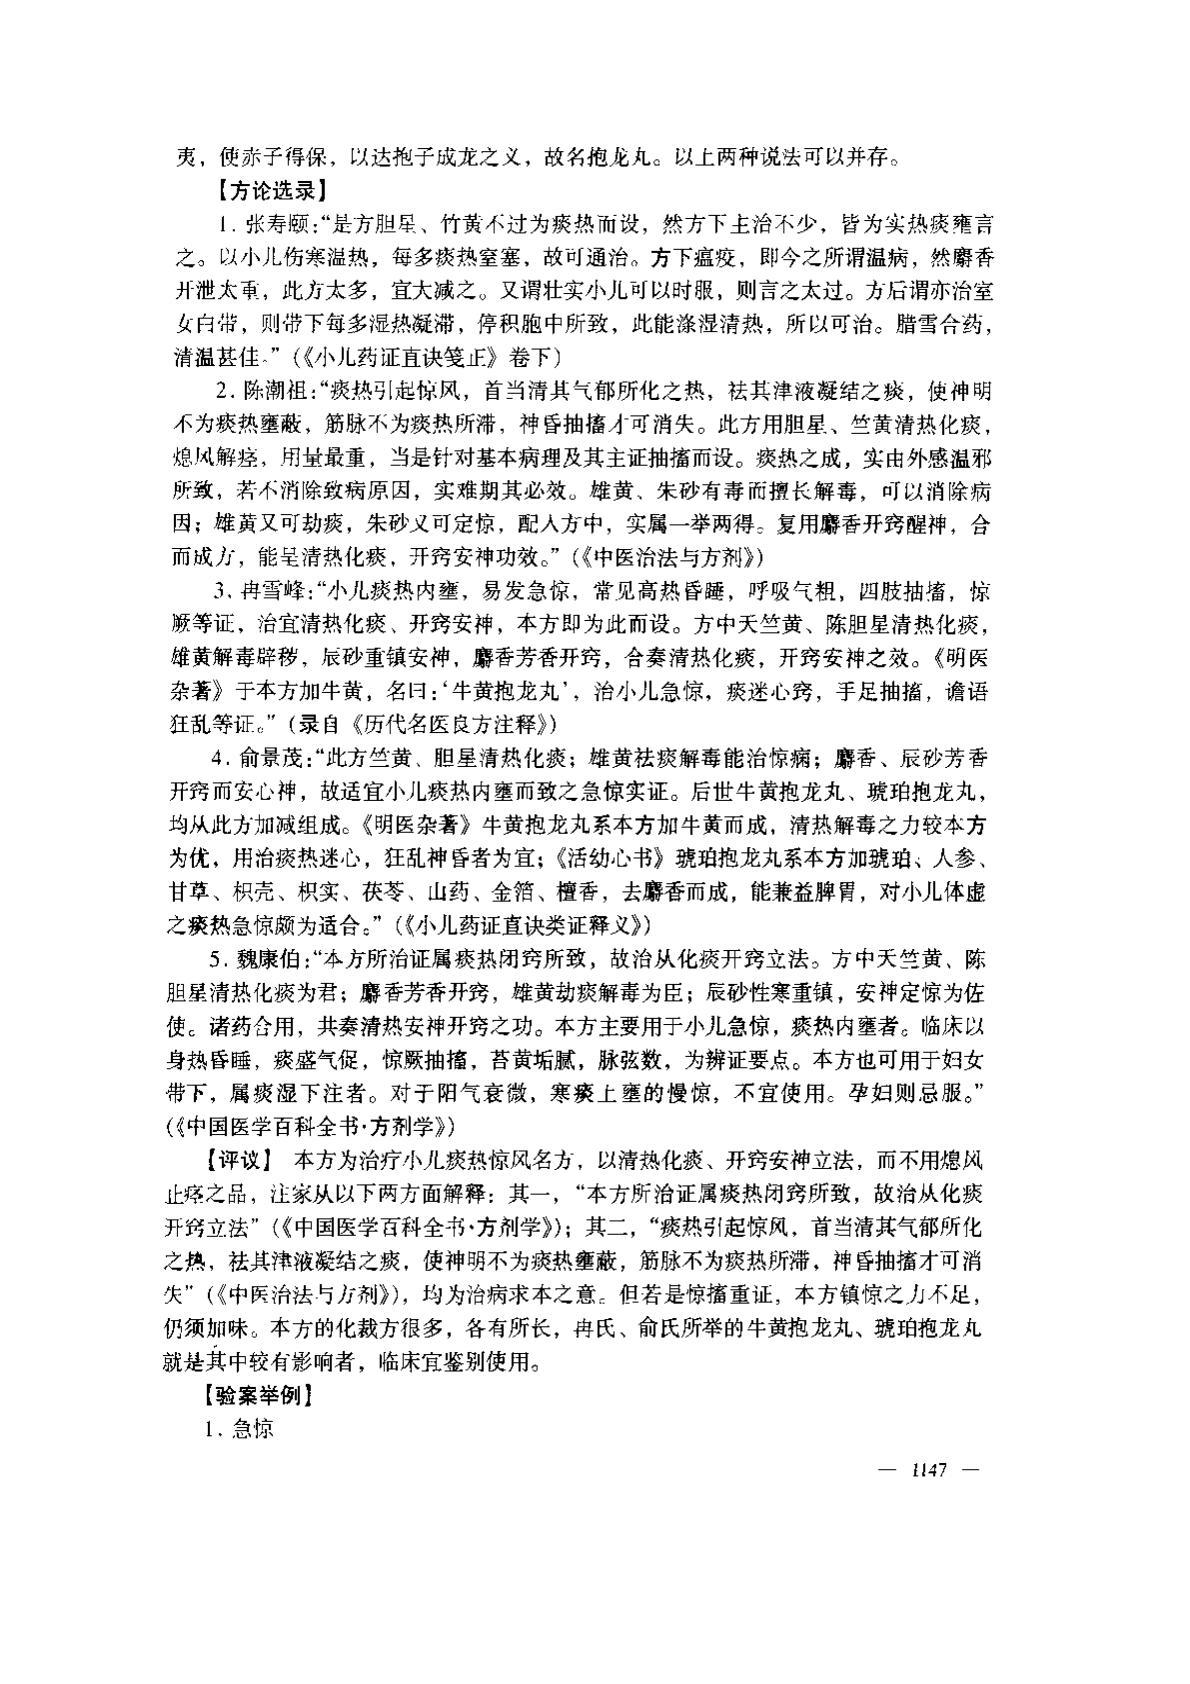 夷，使赤子得保，以达抱子成龙之义，故名抱龙丸。以上两种说法可以并存。
【方论选录】
1. 张寿颐：“是方胆星、竹黄不过为痰热而设，然方下主治不少，皆为实热痰壅言
之。以小儿伤寒温热，每多痰热窒塞，故可通治。方下瘟疫，即今之所谓温病，然麝香
开泄太重，此方太多，宜大减之。又谓壮实小儿可以时服，则言之太过。方后谓亦治室
女白带，则带下每多湿热凝滞，停积胞中所致，此能涤湿清热，所以可治。腊雪合药，
清温甚佳。”（《小儿药证直诀笺正》卷下）
2. 陈潮祖：“痰热引起惊风，首当清其气郁所化之热，祛其津液凝结之痰，使神明
不为痰热壅蔽，筋脉不为痰热所滞，神昏抽搐才可消失。此方用胆星、竺黄清热化痰，
熄风解痉，用量最重，当是针对基本病理及其主证抽搐而设。痰热之成，实由外感温邪
所致，若不消除致病原因，实难期其必效。雄黄、朱砂有毒而擅长解毒，可以消除病
因；雄黄又可劫痰，朱砂又可定惊，配入方中，实属一举两得。复用麝香开窍醒神，合
而成方，能呈清热化痰，开窍安神功效。”（《中医治法与方剂》）
3. 冉雪峰：“小儿痰热内壅，易发急惊，常见高热昏睡，呼吸气粗，四肢抽搐，惊
厥等证，治宜清热化痰、开窍安神，本方即为此而设。方中天竺黄、陈胆星清热化痰，
雄黄解毒辟秽，辰砂重镇安神，麝香芳香开窍，合奏清热化痰，开窍安神之效。《明医
杂著》于本方加牛黄，名曰：‘牛黄抱龙丸’，治小儿急惊，痰迷心窍，手足抽搐，谵语
狂乱等证。”（录自《历代名医良方注释》）
4. 俞景茂：“此方竺黄、胆星清热化痰；雄黄祛痰解毒能治惊痫；麝香、辰砂芳香
开窍而安心神，故适宜小儿痰热内壅而致之急惊实证。后世牛黄抱龙丸、琥珀抱龙丸，
均从此方加减组成。《明医杂著》牛黄抱龙丸系本方加牛黄而成，清热解毒之力较本方
为优，用治痰热迷心，狂乱神昏者为宜；《活幼心书》琥珀抱龙丸系本方加琥珀、人参、
甘草、枳壳、枳实、茯苓、山药、金箔、檀香，去麝香而成，能兼益脾胃，对小儿体虚
之痰热急惊颇为适合。”（《小儿药证直诀类证释义》）
5. 魏康伯：“本方所治证属痰热闭窍所致，故治从化痰开窍立法。方中天竺黄、陈
胆星清热化痰为君；麝香芳香开窍，雄黄劫痰解毒为臣；辰砂性寒重镇，安神定惊为佐
使。诸药合用，共奏清热安神开窍之功。本方主要用于小儿急惊，痰热内壅者。临床以
身热昏睡，痰盛气促，惊厥抽搐，苔黄垢腻，脉弦数，为辨证要点。本方也可用于妇女
带下，属痰湿下注者。对于阳气衰微，寒痰上壅的慢惊，不宜使用。孕妇则忌服。”
（《中国医学百科全书·方剂学》）
【评议】 本方为治疗小儿痰热惊风名方，以清热化痰、开窍安神立法，而不用熄风
止痉之品，注家从以下两方面解释：其一，“本方所治证属痰热闭窍所致，故治从化痰
开窍立法”（《中国医学百科全书·方剂学》）；其二，“痰热引起惊风，首当清其气郁所化
之热，祛其津液凝结之痰，使神明不为痰热壅蔽，筋脉不为痰热所滞，神昏抽搐才可消
失”（《中医治法与方剂》），均为治病求本之意。但若是惊搐重证，本方镇惊之力不足，
仍须加味。本方的化裁方很多，各有所长，冉氏、俞氏所举的牛黄抱龙丸、琥珀抱龙丸
就是其中较有影响者，临床宜鉴别使用。
【验案举例】
1. 急惊
— 1147 —